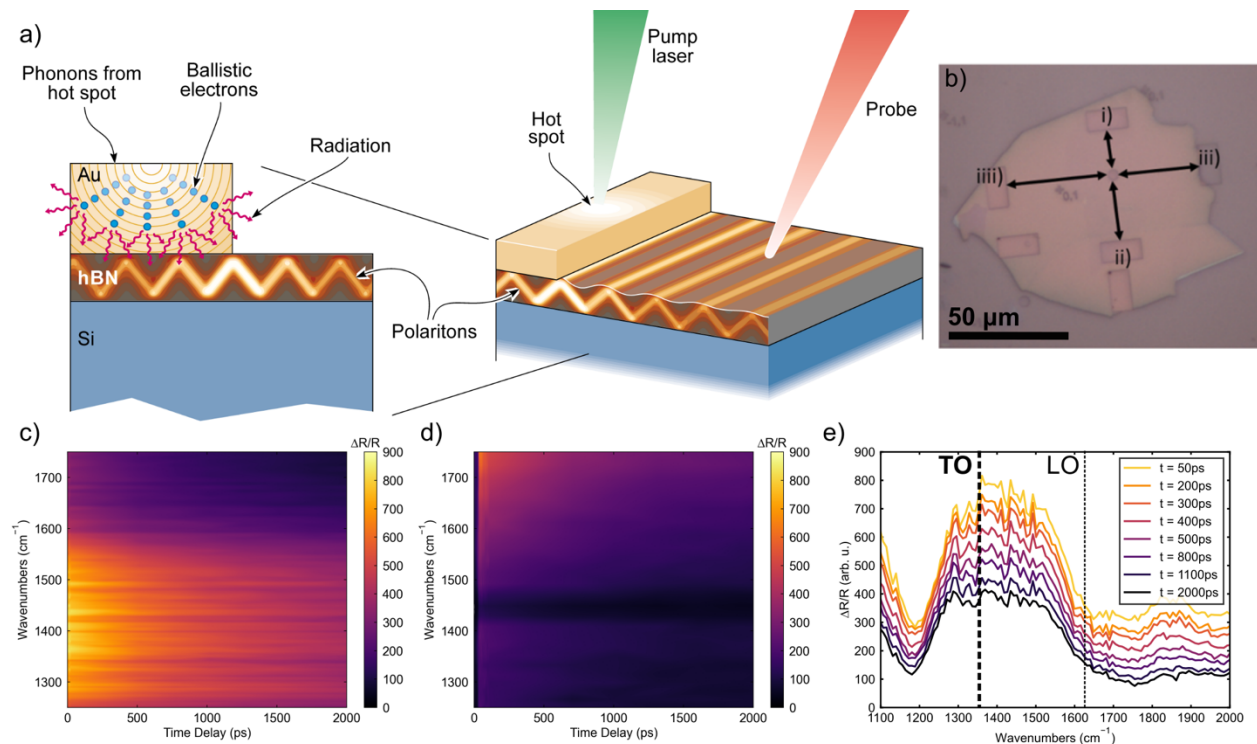 a)
Phonons from
hot spot
Ballistic
electrons
Radiation
Au
hBN
Si
Polaritons
Hot
spot
Pump
laser
Probe
b)
i)
iii)
iiii)
ii)
50 μm
c)
ΔR/R
Wavenumbers (cm⁻¹)
1700
1600
1500
1400
1300
0
500
1000
1500
2000
Time Delay (ps)
900
800
700
600
500
400
300
200
100
0
d)
ΔR/R
Wavenumbers (cm⁻¹)
1700
1600
1500
1400
1300
0
500
1000
1500
2000
Time Delay (ps)
900
800
700
600
500
400
300
200
100
0
e)
ΔR/R (arb. u.)
900
800
700
600
500
400
300
200
100
0
TO
LO
t = 50ps
t = 200ps
t = 300ps
t = 400ps
t = 500ps
t = 800ps
t = 1100ps
t = 2000ps
1100 1200 1300 1400 1500 1600 1700 1800 1900 2000
Wavenumbers (cm⁻¹)